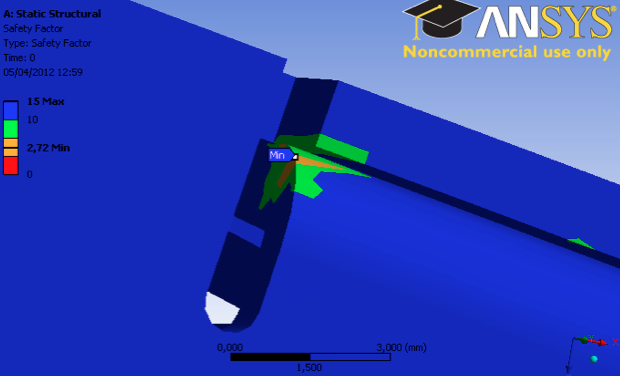 A: Static Structural
Safety Factor
Type: Safety Factor
Time: 0
05/04/2012 12:59
15 Max
10
2,72 Min
0
ANSYS
Noncommercial use only
Min
0,000
3,000 (mm)
1,500
Y
X